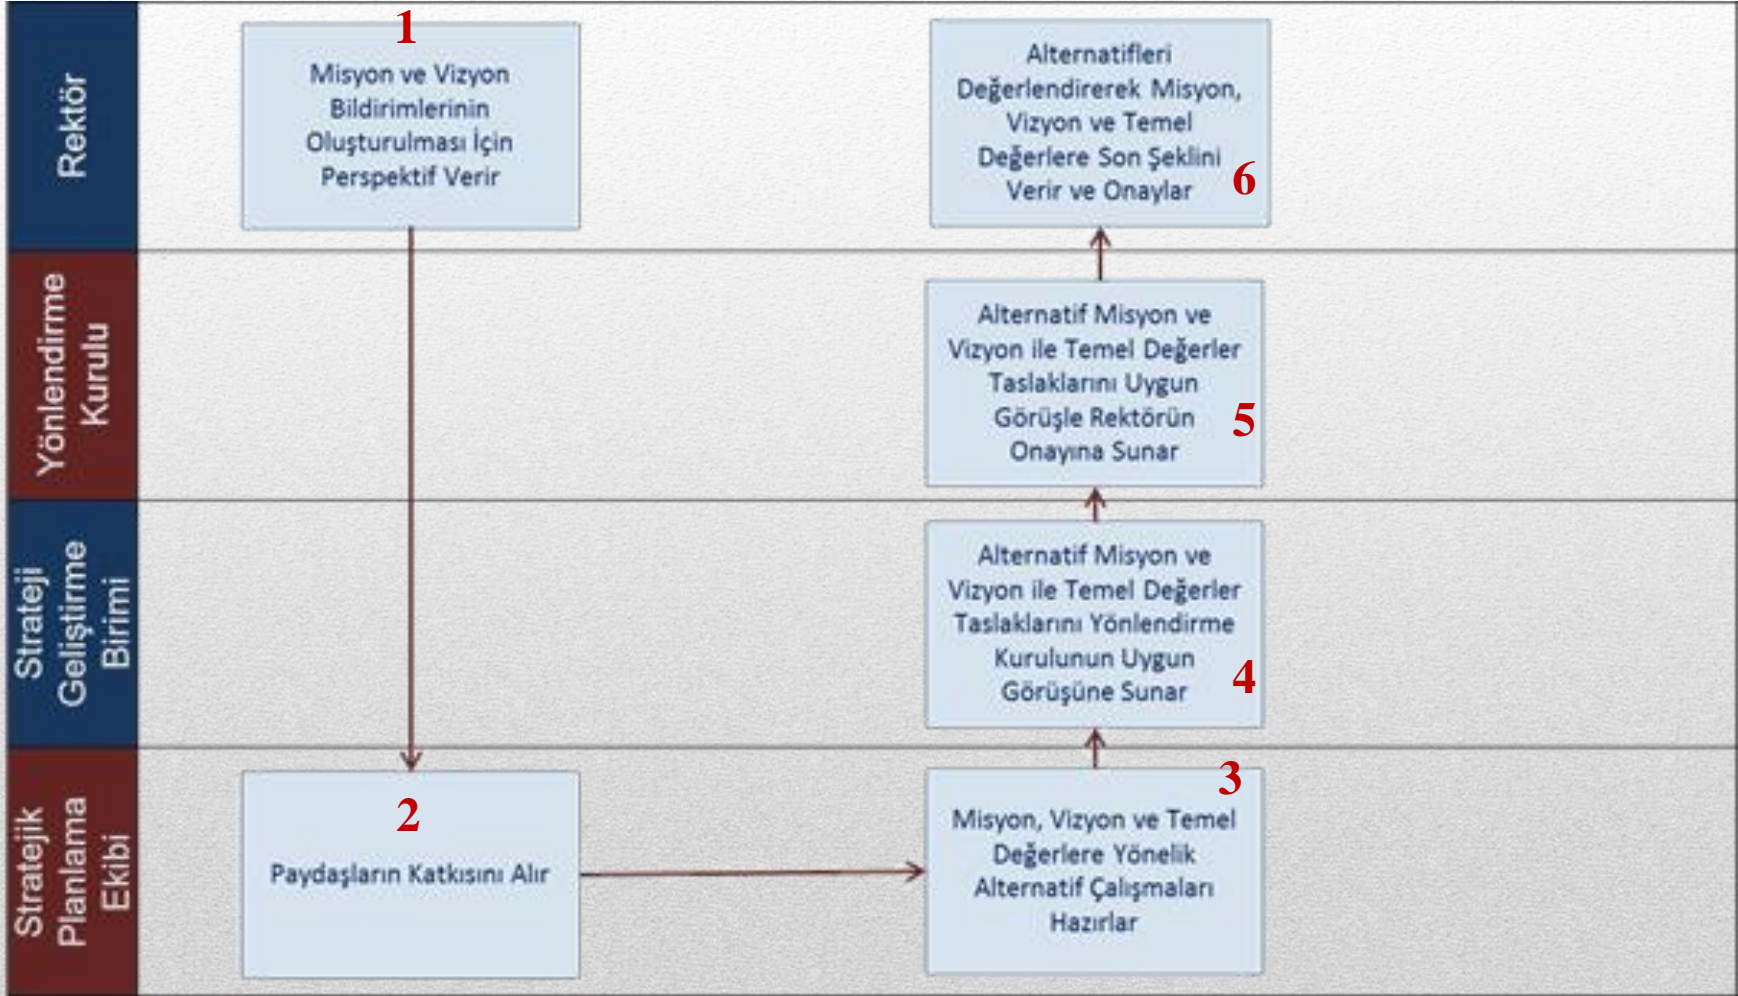 Rektör
1
Misyon ve Vizyon
Bildirimlerinin
Oluşturulması İçin
Perspektif Verir
Alternatifleri
Değerlendirerek Misyon,
Vizyon ve Temel
Değerlere Son Şeklini
Verir ve Onaylar
6
Yönlendirme
Kurulu
Alternatif Misyon ve
Vizyon ile Temel Değerler
Taslaklarını Uygun
Görüşle Rektörün
Onayına Sunar
5
Strateji
Geliştirme
Birimi
Alternatif Misyon ve
Vizyon ile Temel Değerler
Taslaklarını Yönlendirme
Kurulunun Uygun
Görüşüne Sunar
4
Stratejik
Planlama
Ekibi
2
Paydaşların Katkısını Alır
3
Misyon, Vizyon ve Temel
Değerlere Yönelik
Alternatif Çalışmaları
Hazırlar